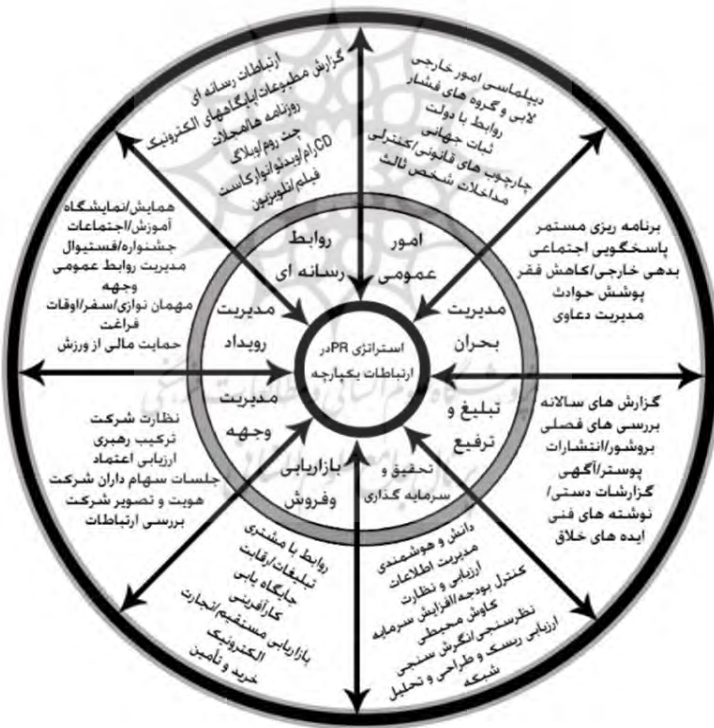 دیپلماسی امور خارجی
لابی و گروه های فشار
روابط با دولت
ثبات جهانی
چارچوب های قانونی/کنترلی
مداخلات شخص ثالث
برنامه ریزی مستمر
پاسخگویی اجتماعی
بدهی خارجی/کاهش فقر
پوشش حوادث
مدیریت دعاوی
گزارش های سالانه
بررسی های فصلی
بروشور/انتشارات
پوستر/آگهی
گزارشات دستی/
نوشته های فنی
ایده های خلاق
دانش و هوشمندی
مدیریت اطلاعات
ارزیابی و نظارت
کنترل بودجه/افزایش سرمایه
کاوش محیطی
نظرسنجی/نگرش سنجی
ارزیابی ریسک و طراحی و تحلیل
شبکه
روابط با مشتری
تبلیغات/رقابت
جایگاه یابی
کارآفرینی
بازاریابی مستقیم/تجارت
الکترونیک
خرید و تأمین
نظارت شرکت
ترکیب رهبری
ارزیابی اعتماد
جلسات سهام داران شرکت
هویت و تصویر شرکت
بررسی ارتباطات
همایش/نمایشگاه
آموزش/اجتماعات
جشنواره/فستیوال
مدیریت روابط عمومی
وجهه
مهمان نوازی/سفر/اوقات
فراغت
حمایت مالی از ورزش
ارتباطات رسانه ای
گزارش مطبوعات/پایگاههای الکترونیک
روزنامه ها/مجلات
چت روم/وبلاگ
CDرام/ویدئو/نوارکاست
فیلم/تلویزیون
امور
عمومی
مدیریت
بحران
تبلیغ و
ترفیع
تحقیق و
سرمایه گذاری
بازاریابی
وفروش
مدیریت
وجهه
مدیریت
رویداد
روابط
رسانه ای
استراتژی PRدر
ارتباطات یکپارچه